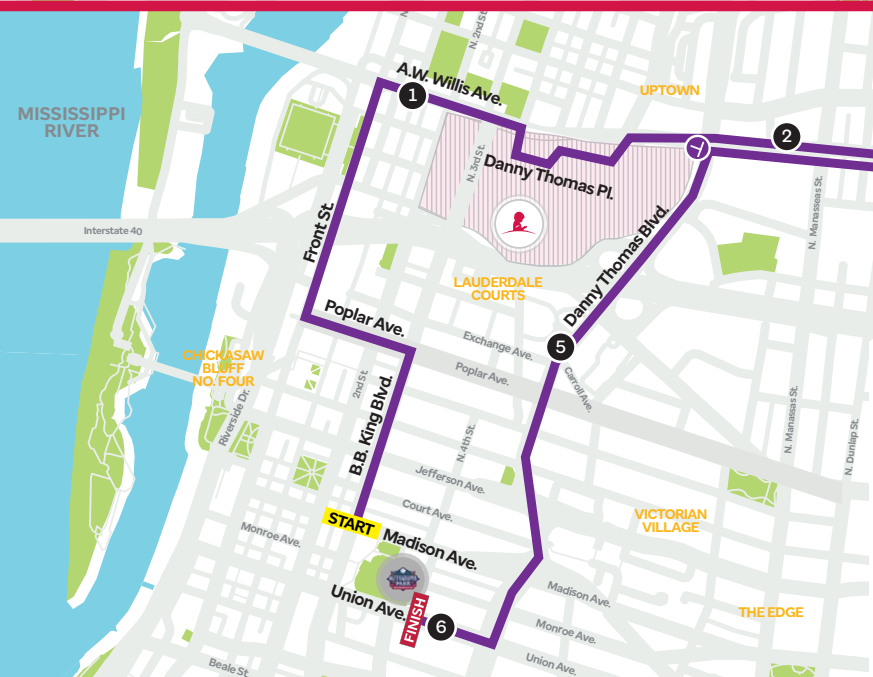 N. 2nd St.
A.W. Willis Ave.
1
UPTOWN
MISSISSIPPI
RIVER
2
N. 3rd St.
Danny Thomas Pl.
N. Manasseas St.
Interstate 40
Front St.
Danny Thomas Blvd.
LAUDERDALE
COURTS
Poplar Ave.
Exchange Ave.
5
CHICKASAW
BLUFF
NO. FOUR
Poplar Ave.
2nd St.
Carroll Ave.
Riverside Dr.
B.B. King Blvd.
N. 4th St.
N. Manassas St.
N. Dunlap St.
Jefferson Ave.
Court Ave.
VICTORIAN
VILLAGE
START
Monroe Ave.
Madison Ave.
AUTOZONE
PARK
Madison Ave.
Union Ave.
FINISH
6
THE EDGE
Monroe Ave.
Union Ave.
Beale St.